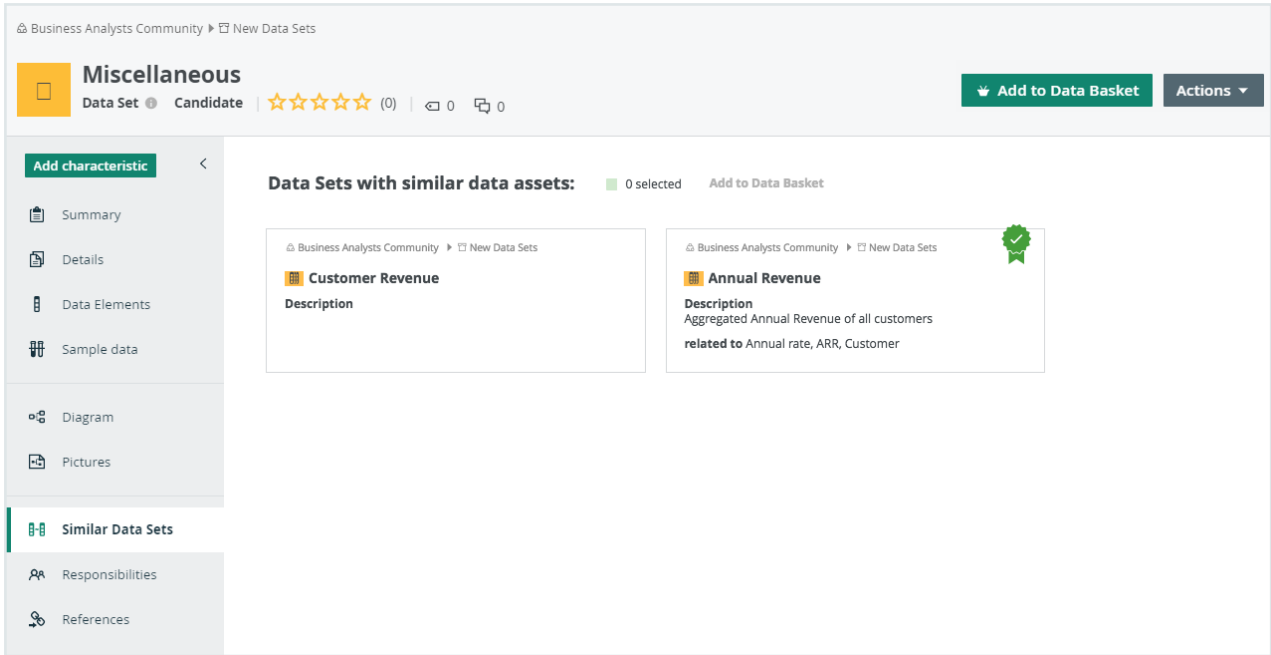 Business Analysts Community New Data Sets
Miscellaneous
Data Set Candidate (0) 0 0
Add to Data Basket
Actions
Add characteristic
Summary
Details
Data Elements
Sample data
Diagram
Pictures
Similar Data Sets
Responsibilities
References
Data Sets with similar data assets: 0 selected Add to Data Basket
Business Analysts Community New Data Sets
Customer Revenue
Description
Business Analysts Community New Data Sets
Annual Revenue
Description
Aggregated Annual Revenue of all customers
related to Annual rate, ARR, Customer